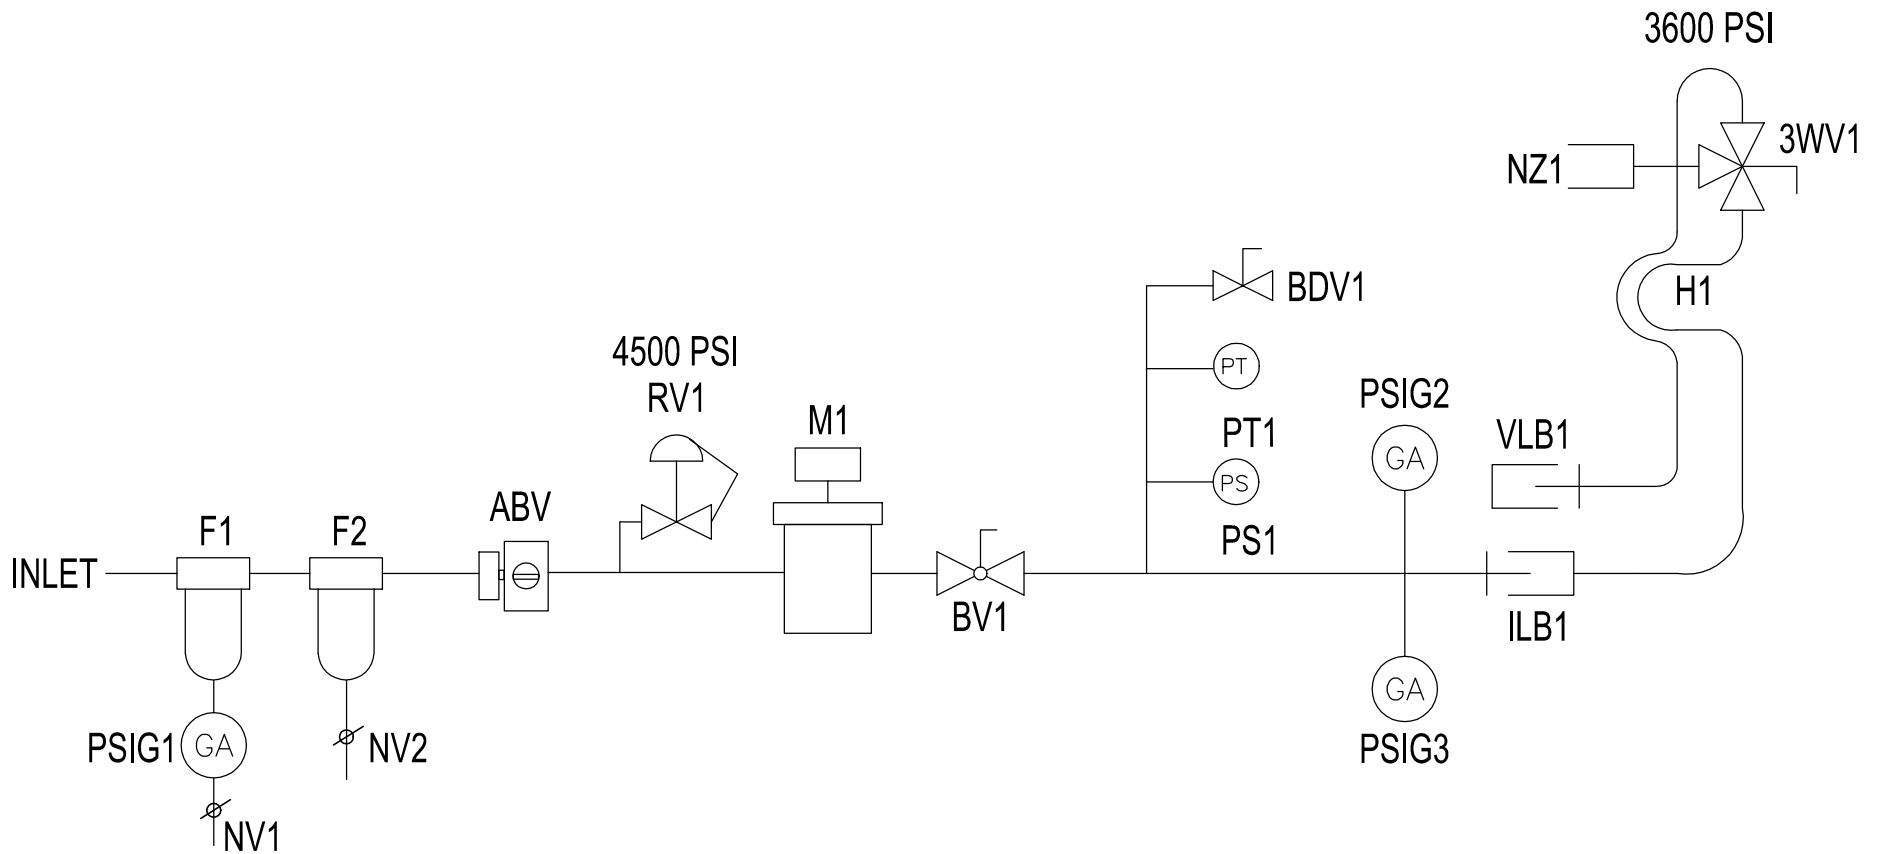 3600 PSI
3WV1
NZ1
BDV1
H1
4500 PSI
RV1
PT
PSIG2
M1
PT1
VLB1
GA
PS
ABV
F1
F2
PS1
INLET
BV1
ILB1
GA
PSIG1
GA
NV2
PSIG3
NV1